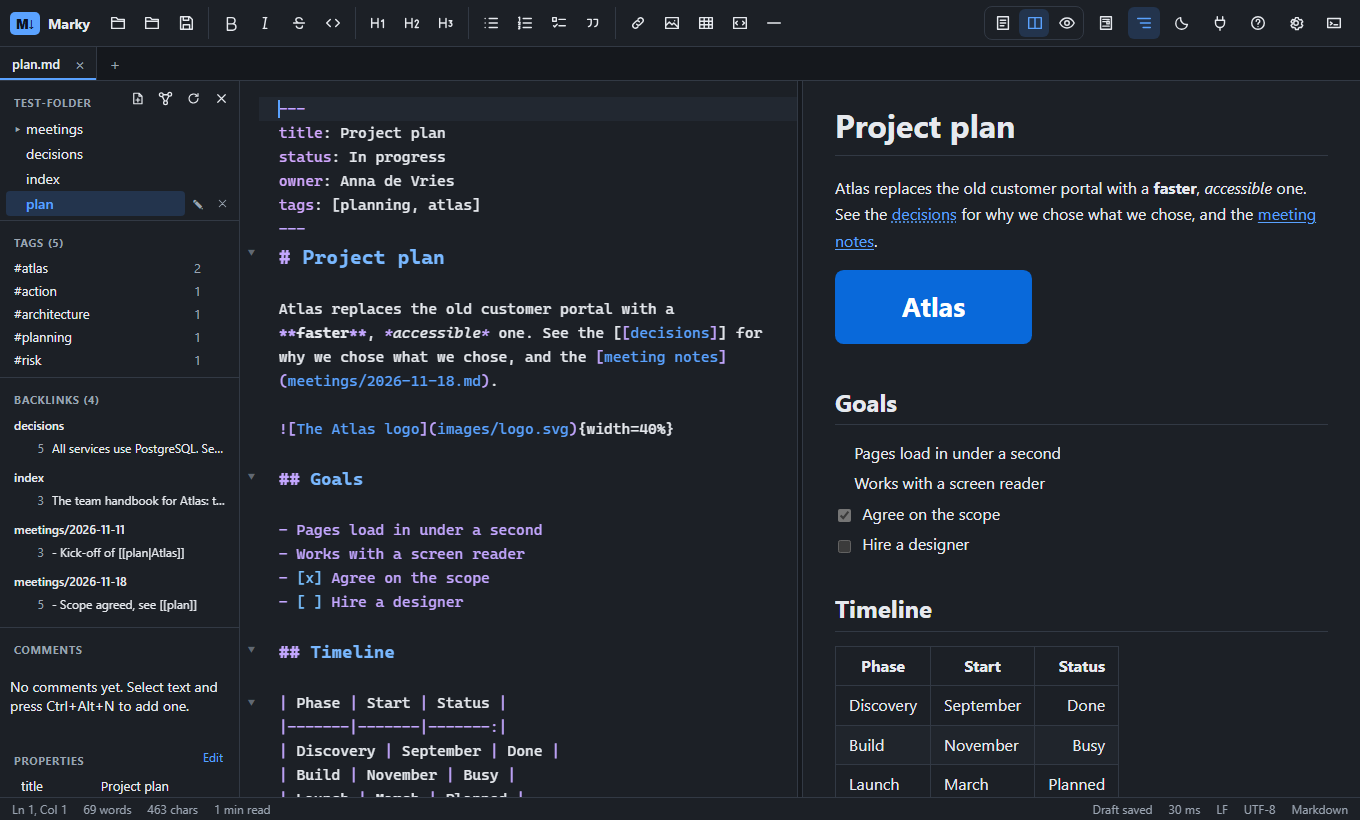 M↓ Marky B I S <> H1 H2 H3
plan.md × +
TEST-FOLDER
meetings
decisions
index
plan
TAGS (5)
#atlas 2
#action 1
#architecture 1
#planning 1
#risk 1
BACKLINKS (4)
decisions
5 All services use PostgreSQL. Se...
index
3 The team handbook for Atlas: t...
meetings/2026-11-11
3 - Kick-off of [[plan|Atlas]]
meetings/2026-11-18
5 - Scope agreed, see [[plan]]
COMMENTS
No comments yet. Select text and
press Ctrl+Alt+N to add one.
PROPERTIES Edit
title Project plan
---
title: Project plan
status: In progress
owner: Anna de Vries
tags: [planning, atlas]
---
# Project plan
Atlas replaces the old customer portal with a
**faster**, *accessible* one. See the [[decisions]] for
why we chose what we chose, and the [meeting notes]
(meetings/2026-11-18.md).
![The Atlas logo](images/logo.svg){width=40%}
## Goals
- Pages load in under a second
- Works with a screen reader
- [x] Agree on the scope
- [ ] Hire a designer
## Timeline
| Phase | Start | Status |
|-------|-------|-------:|
| Discovery | September | Done |
| Build | November | Busy |
| Launch | March | Planned |
Project plan
Atlas replaces the old customer portal with a faster, accessible one.
See the decisions for why we chose what we chose, and the meeting
notes.
Atlas
Goals
Pages load in under a second
Works with a screen reader
Agree on the scope
Hire a designer
Timeline
Phase Start Status
Discovery September Done
Build November Busy
Launch March Planned
Ln 1, Col 1 69 words 463 chars 1 min read Draft saved 30 ms LF UTF-8 Markdown